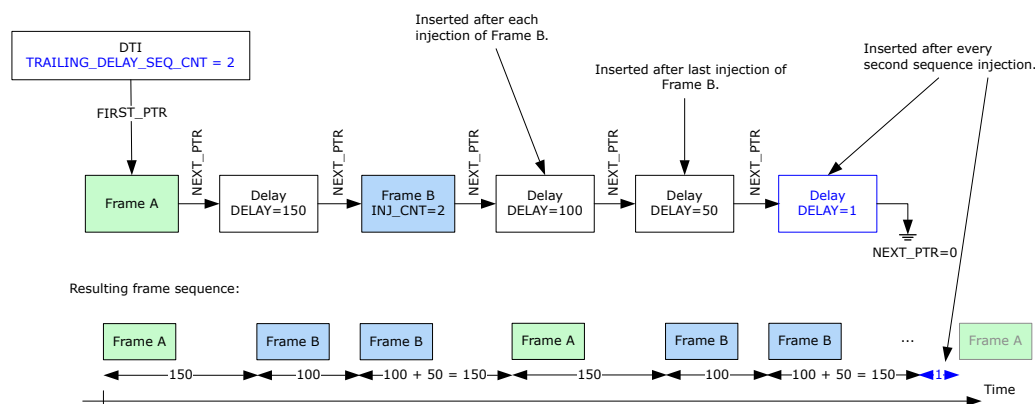 Inserted after each
injection of Frame B.
DTI
TRAILING_DELAY_SEQ_CNT = 2
Inserted after every
second sequence injection.
Inserted after last injection of
Frame B.
FIRST_PTR
NEXT_PTR
NEXT_PTR
NEXT_PTR
NEXT_PTR
NEXT_PTR
Frame A
Delay
DELAY=150
Frame B
INJ_CNT=2
Delay
DELAY=100
Delay
DELAY=50
Delay
DELAY=1
NEXT_PTR=0
Resulting frame sequence:
Frame A
Frame B
Frame B
Frame A
Frame B
Frame B
...
Frame A
150
100
100 + 50 = 150
150
100
100 + 50 = 150
1
Time